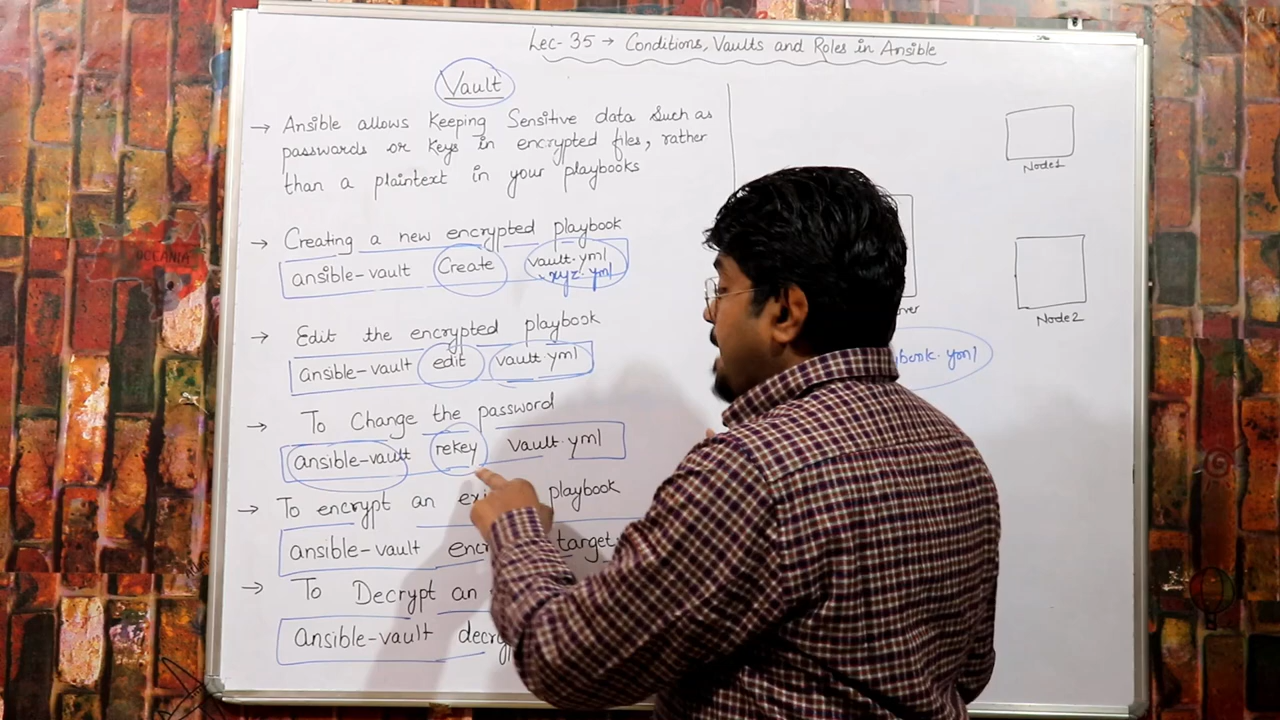 Lec-35 → Conditions, Vaults and Roles in Ansible
Vault
→ Ansible allows Keeping Sensitive data such as
passwords or Keys in encrypted files, rather
than a plaintext in your playbooks
→ Creating a new encrypted playbook
ansible-vault Create vault.yml
xyz.yml
→ Edit the encrypted playbook
ansible-vault edit vault.yml
→ To Change the password
ansible-vault rekey vault.yml
→ To encrypt an playbook
ansible-vault target
→ To Decrypt an
ansible-vault
Node1
Node2
OCEANIA